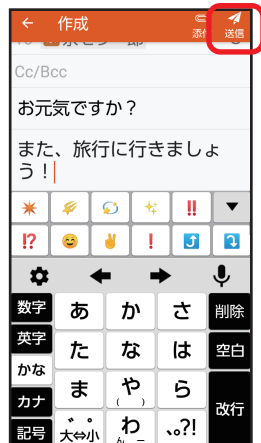 作成
添付
送信
Cc/Bcc
お元気ですか？
また、旅行に行きましょ
う！
数字
あ
か
さ
削除
英字
た
な
は
空白
かな
ま
や
( )
ら
カナ
改行
記号
大⇔小
わ
ん ー
､｡?!